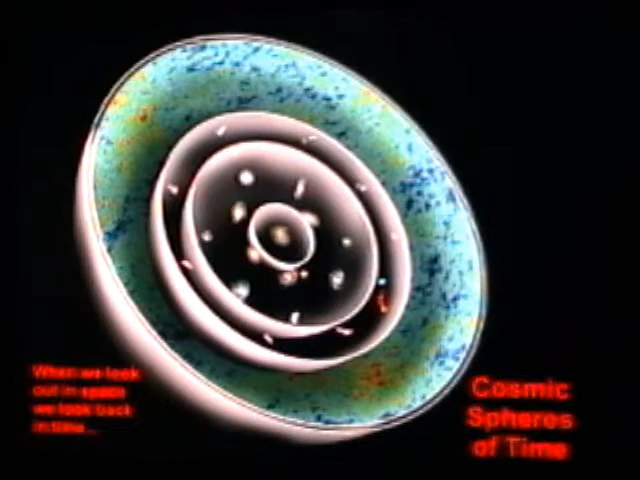 When we look
out in space
we look back
in time...
Cosmic
Spheres
of Time